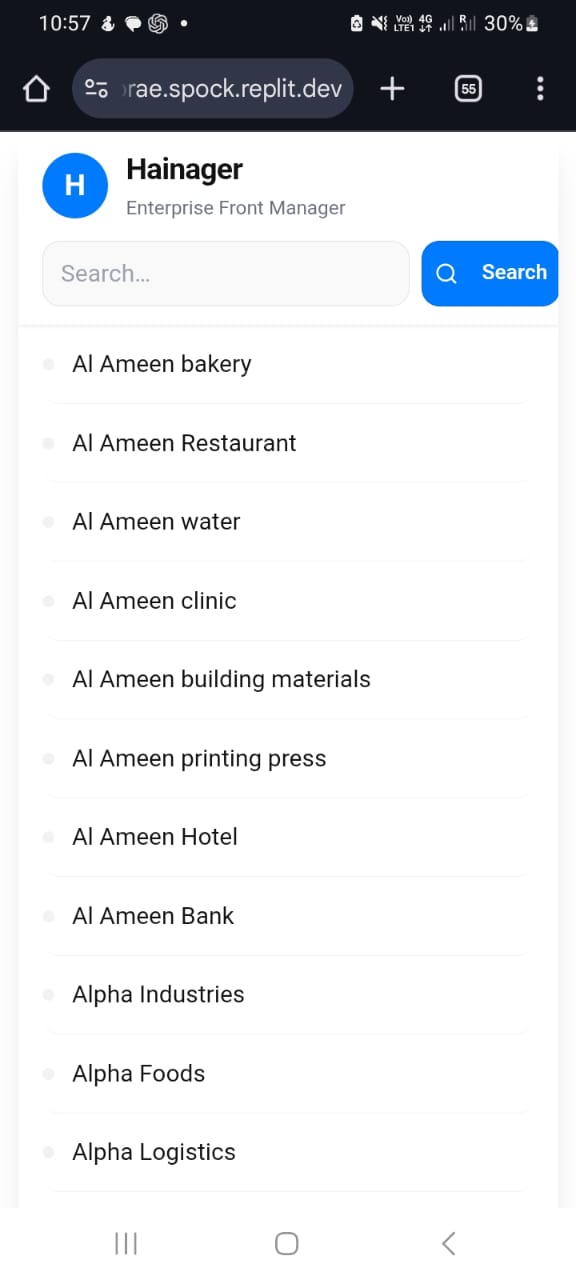 10:57
Vo)) 4G R 30%
LTE1
rae.spock.replit.dev
55
H
Hainager
Enterprise Front Manager
Search...
Search
Al Ameen bakery
Al Ameen Restaurant
Al Ameen water
Al Ameen clinic
Al Ameen building materials
Al Ameen printing press
Al Ameen Hotel
Al Ameen Bank
Alpha Industries
Alpha Foods
Alpha Logistics